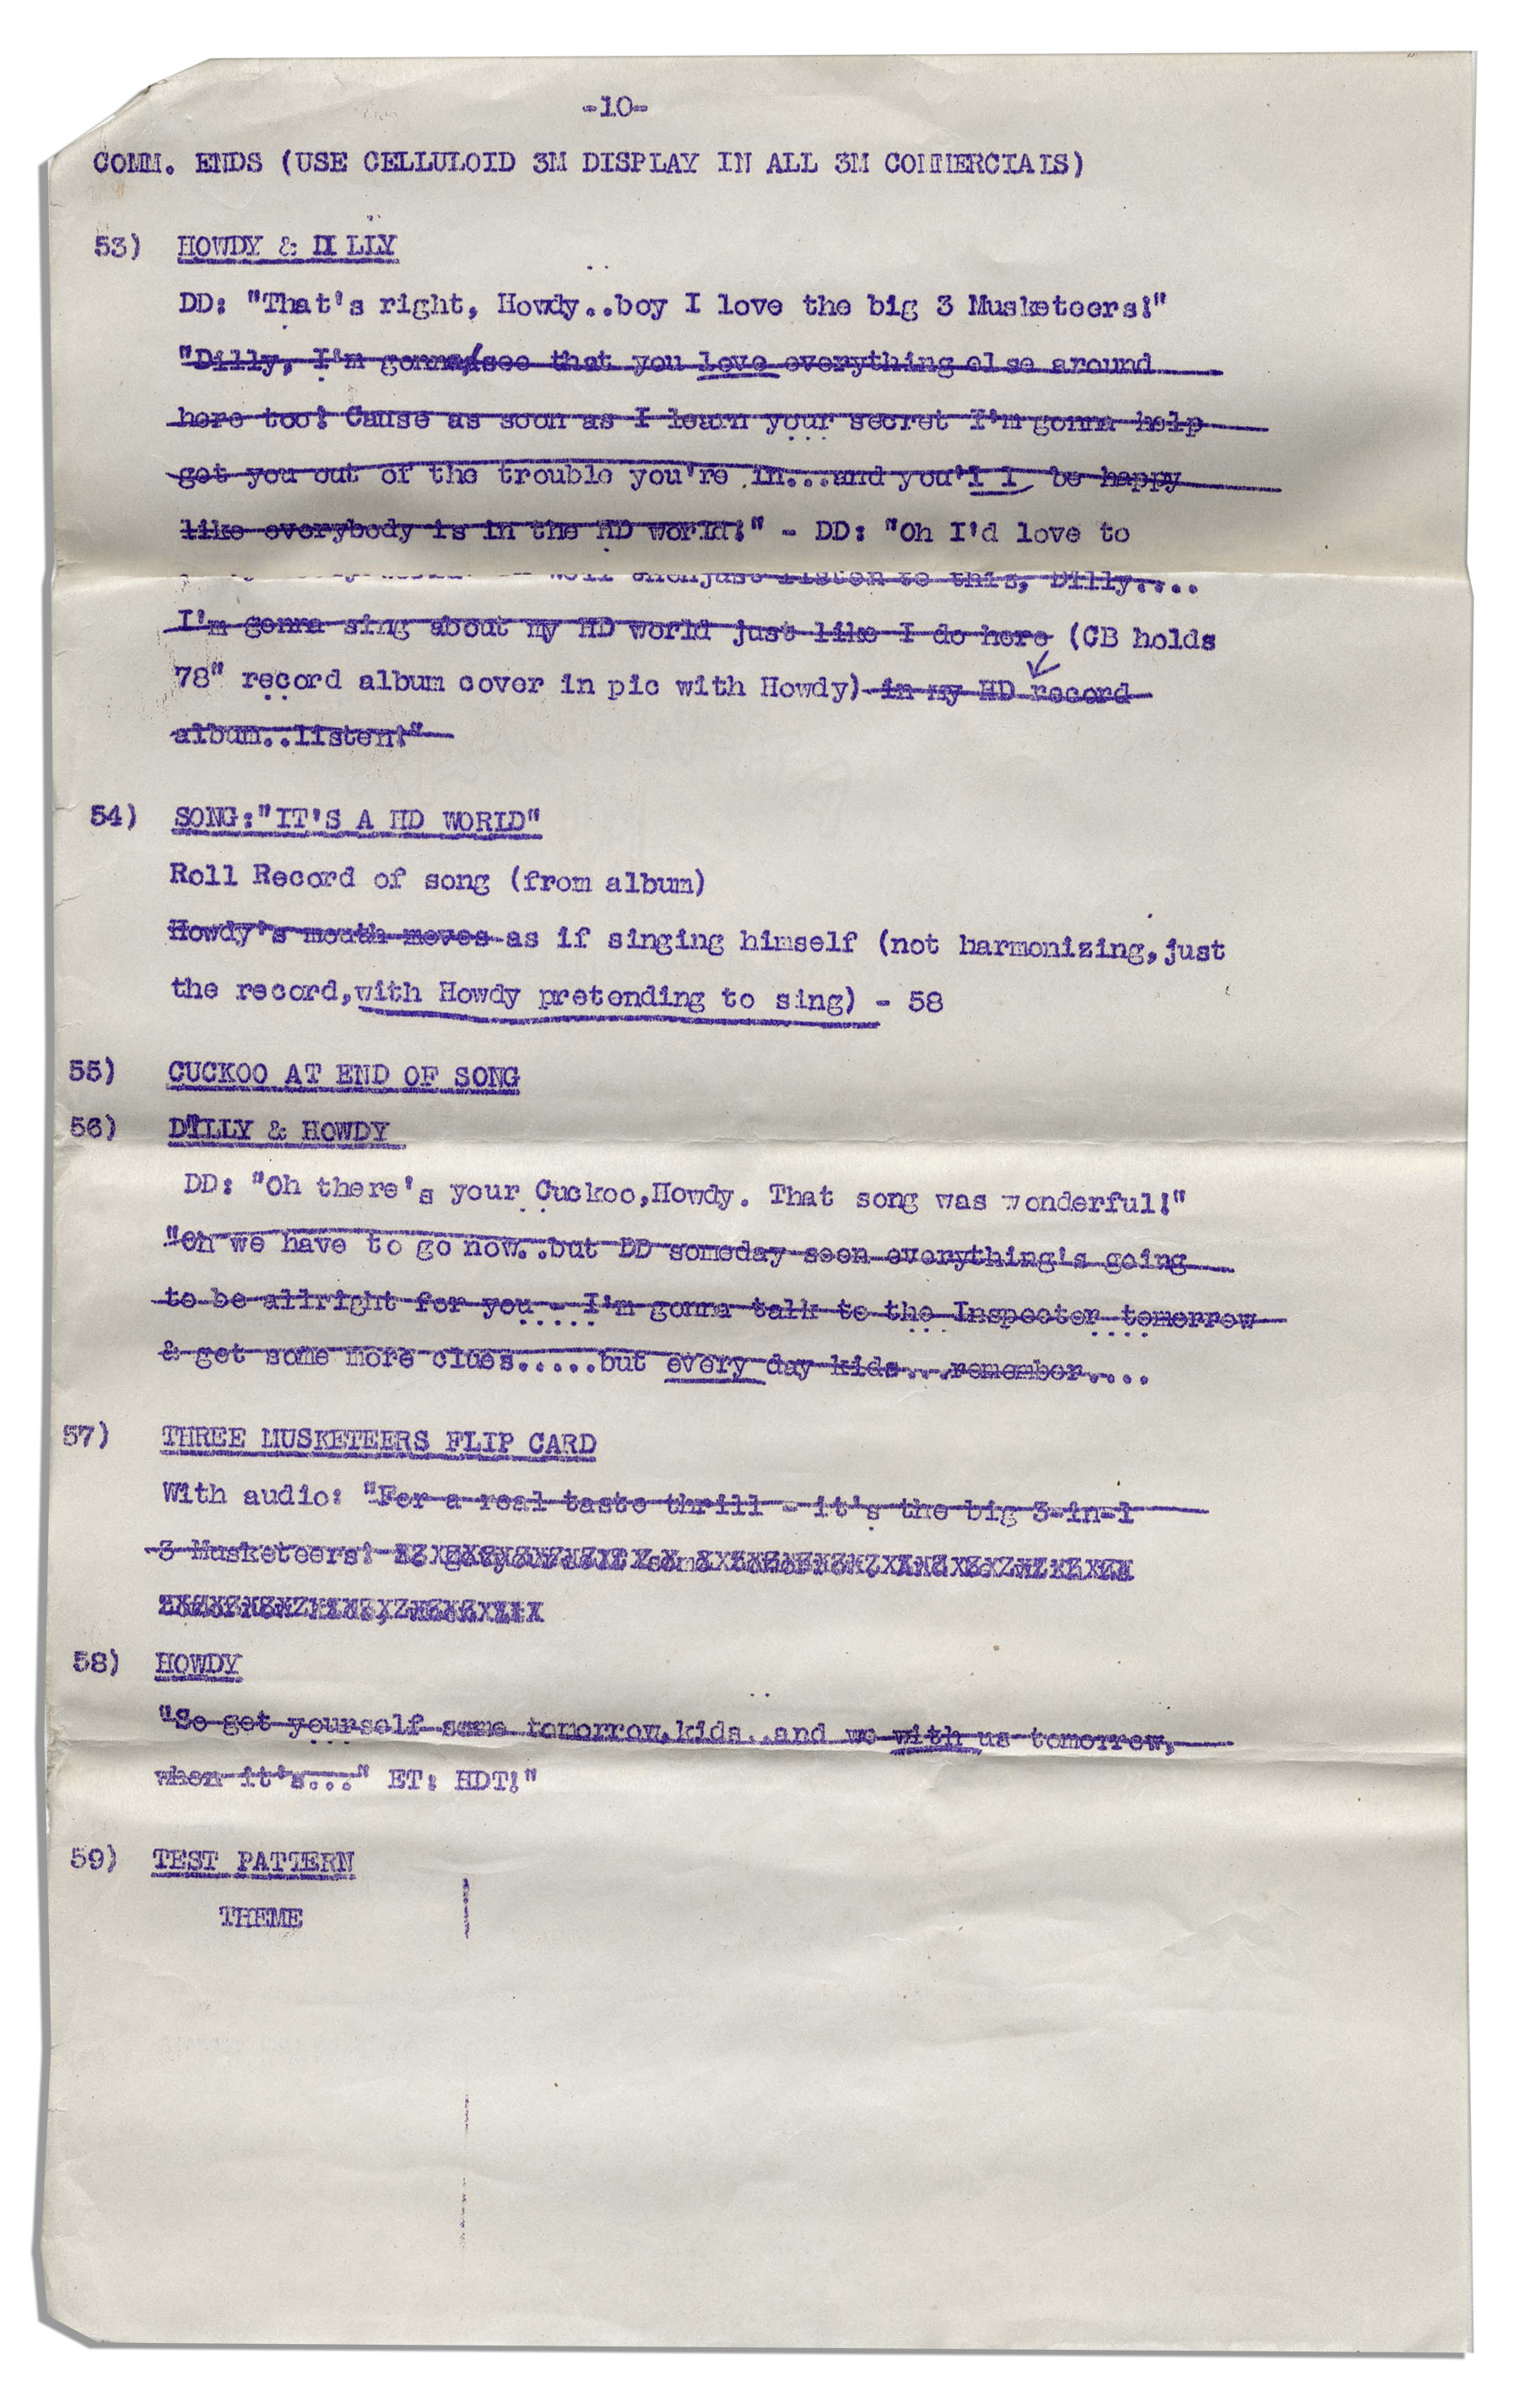 -10-
COMM. ENDS (USE CELLULOID 3M DISPLAY IN ALL 3M COMMERCIALS)
53) HOWDY & DILLY
DD: "That's right, Howdy..boy I love the big 3 Musketeers!"
"Dilly, I'm gonna/see that you love everything else around
here too! Cause as soon as I learn your secret I'm gonna help
get you out of the trouble you're in...and you'll be happy
like everybody is in the HD world!" - DD: "Oh I'd love to
just listen to this, Dilly....
I'm gonna sing about my HD world just like I do here (CB holds
78" record album cover in pic with Howdy) in my HD record
album..listen!"
54) SONG:"IT'S A HD WORLD"
Roll Record of song (from album)
Howdy's mouth moves as if singing himself (not harmonizing,just
the record,with Howdy pretending to sing) - 58
55) CUCKOO AT END OF SONG
56) DILLY & HOWDY
DD: "Oh there's your Cuckoo,Howdy. That song was wonderful!"
"Oh we have to go now..but DD someday soon everything's going
to be allright for you - I'm gonna talk to the Inspector tomorrow
& get some more clues.....but every day kids...remember....
57) THREE MUSKETEERS FLIP CARD
With audio: "For a real taste thrill - it's the big 3-in-1
3 Musketeers!
58) HOWDY
"So get yourself some tomorrow,kids..and we with us tomorrow,
when it's..." ET: HDT!"
59) TEST PATTERN
THEME